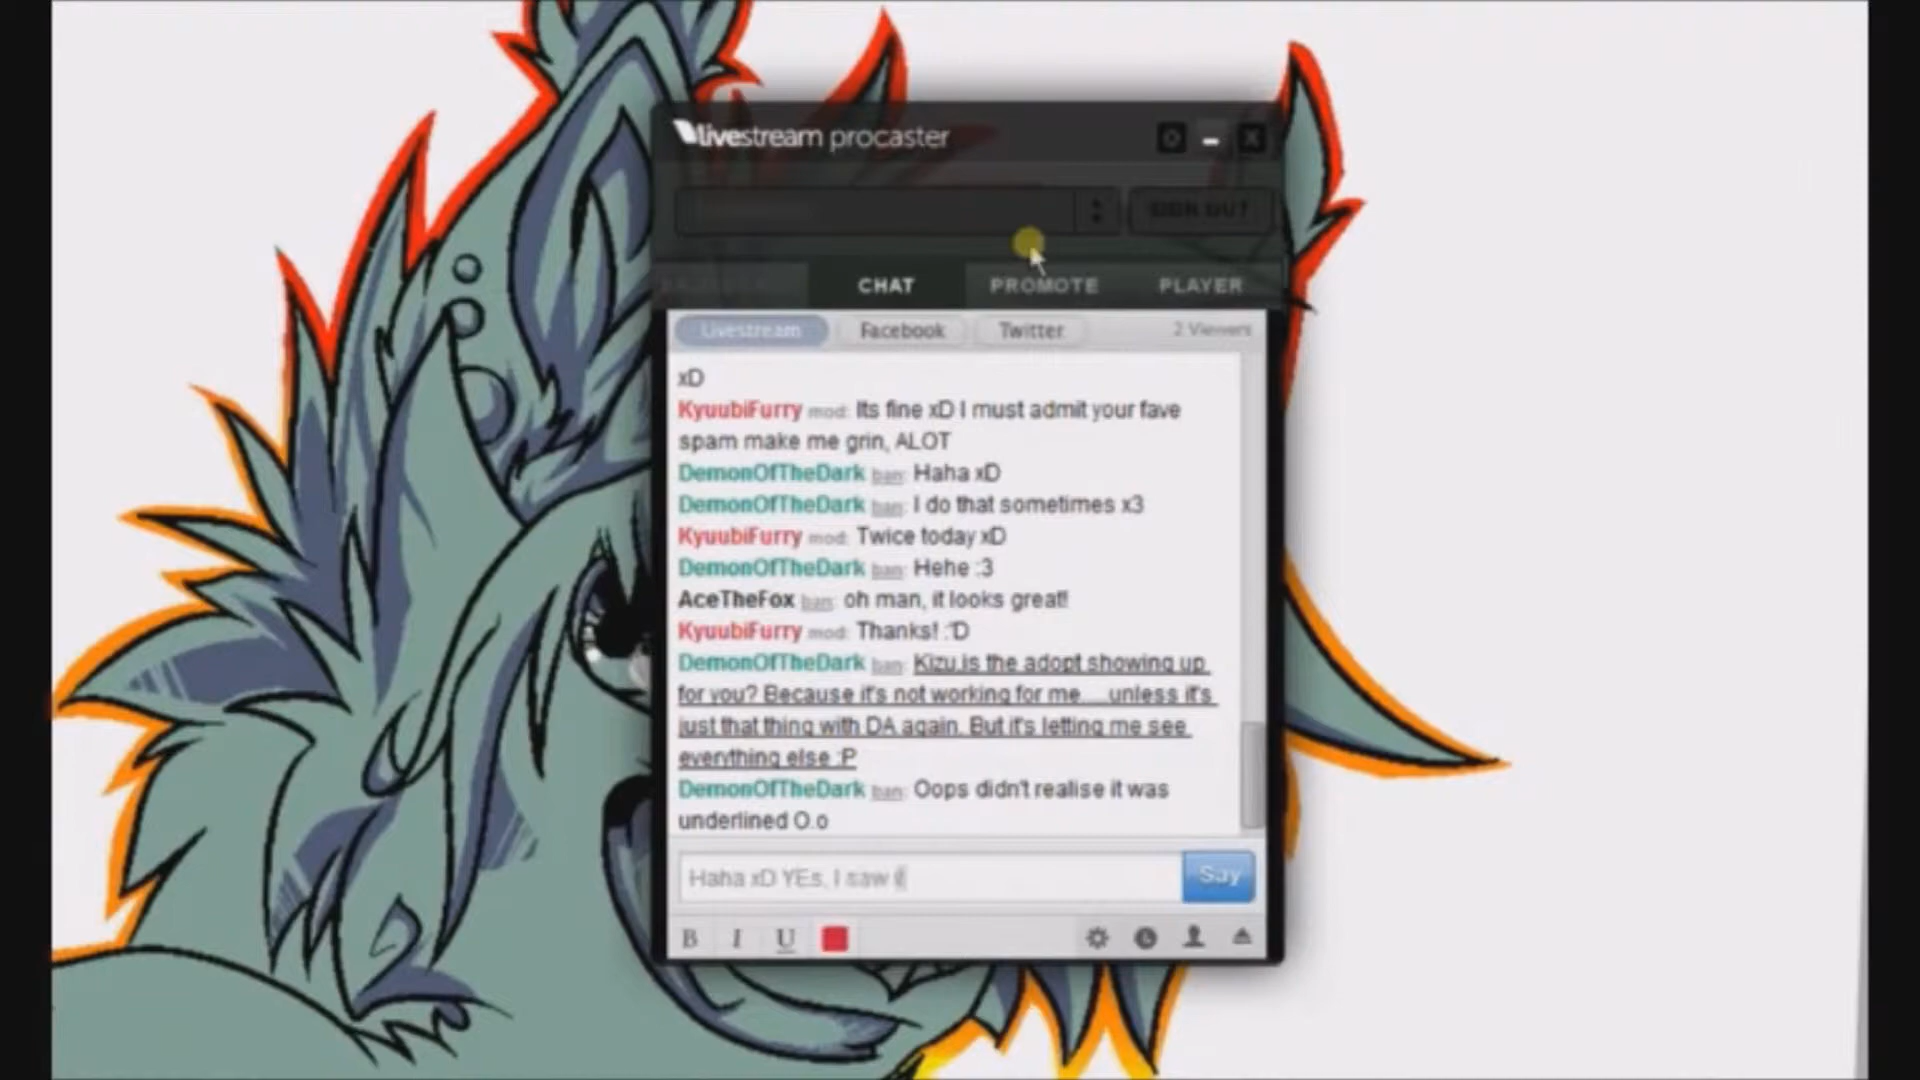 livestream procaster
SIGN OUT
CHAT PROMOTE PLAYER
Livestream Facebook Twitter 2 Viewers
xD
KyuubiFurry mod: Its fine xD I must admit your fave
spam make me grin, ALOT
DemonOfTheDark ban: Haha xD
DemonOfTheDark ban: I do that sometimes x3
KyuubiFurry mod: Twice today xD
DemonOfTheDark ban: Hehe :3
AceTheFox ban: oh man, it looks great!
KyuubiFurry mod: Thanks! :'D
DemonOfTheDark ban: Kizu,is the adopt showing up
for you? Because it's not working for me.....unless it's
just that thing with DA again. But it's letting me see
everything else :P
DemonOfTheDark ban: Oops didn't realise it was
underlined O.o
Haha xD YEs, I saw
Say
B I U